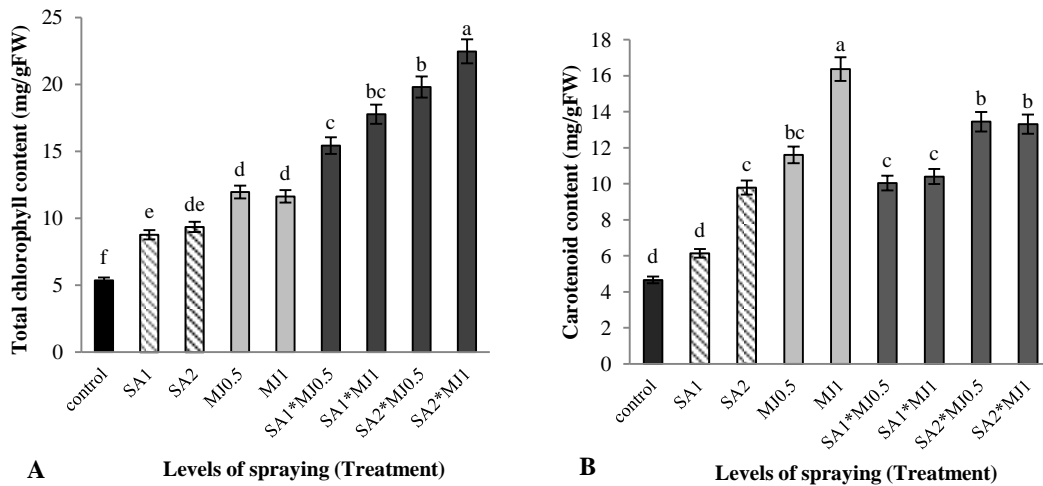 Total chlorophyll content (mg/gFW)
25
20
15
10
5
0
f
e
de
d
d
c
bc
b
a
control
SA1
SA2
MJ0.5
MJ1
SA1*MJ0.5
SA1*MJ1
SA2*MJ0.5
SA2*MJ1
A
Levels of spraying (Treatment)
Carotenoid content (mg/gFW)
18
16
14
12
10
8
6
4
2
0
d
d
c
bc
a
c
c
b
b
control
SA1
SA2
MJ0.5
MJ1
SA1*MJ0.5
SA1*MJ1
SA2*MJ0.5
SA2*MJ1
B
Levels of spraying (Treatment)